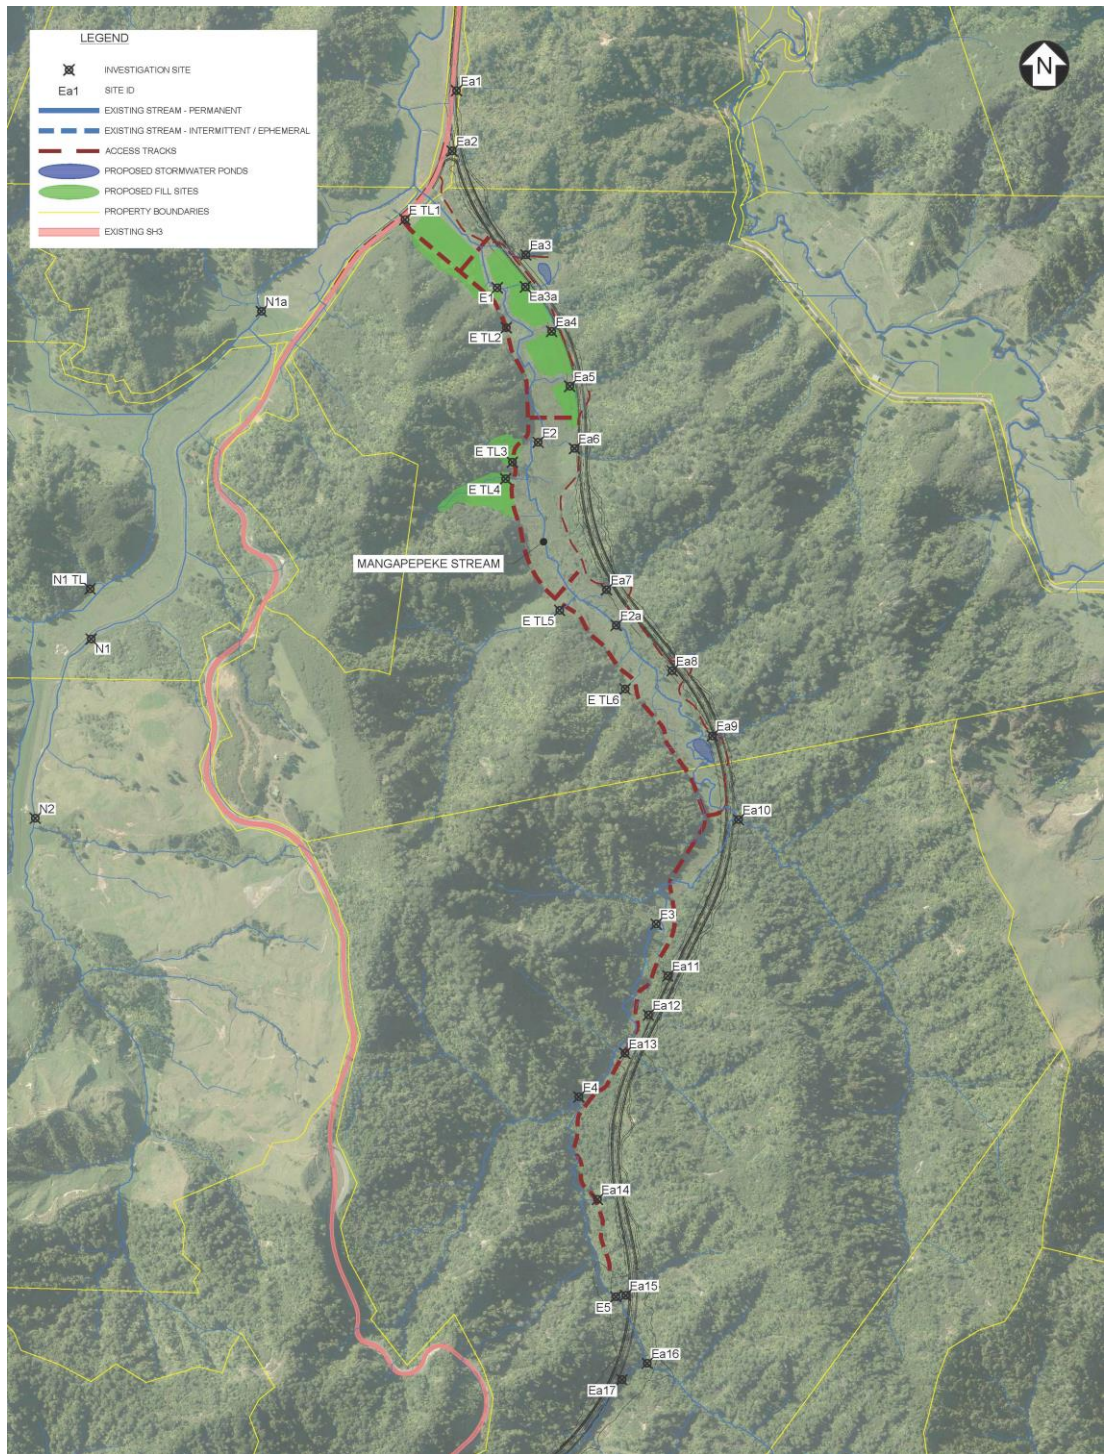 LEGEND
INVESTIGATION SITE
Ea1 SITE ID
EXISTING STREAM - PERMANENT
EXISTING STREAM - INTERMITTENT / EPHEMERAL
ACCESS TRACKS
PROPOSED STORMWATER PONDS
PROPOSED FILL SITES
PROPERTY BOUNDARIES
EXISTING SH3
N
Ea1
Ea2
E TL1
Ea3
E1
Ea3a
N1a
E TL2
Ea4
Ea5
E2
Ea6
E TL3
E TL4
MANGAPEPEKE STREAM
N1 TL
Ea7
E TL5
E2a
N1
Ea8
E TL6
Ea9
N2
Ea10
E3
Ea11
Ea12
Ea13
E4
Ea14
Ea15
E5
Ea16
Ea17